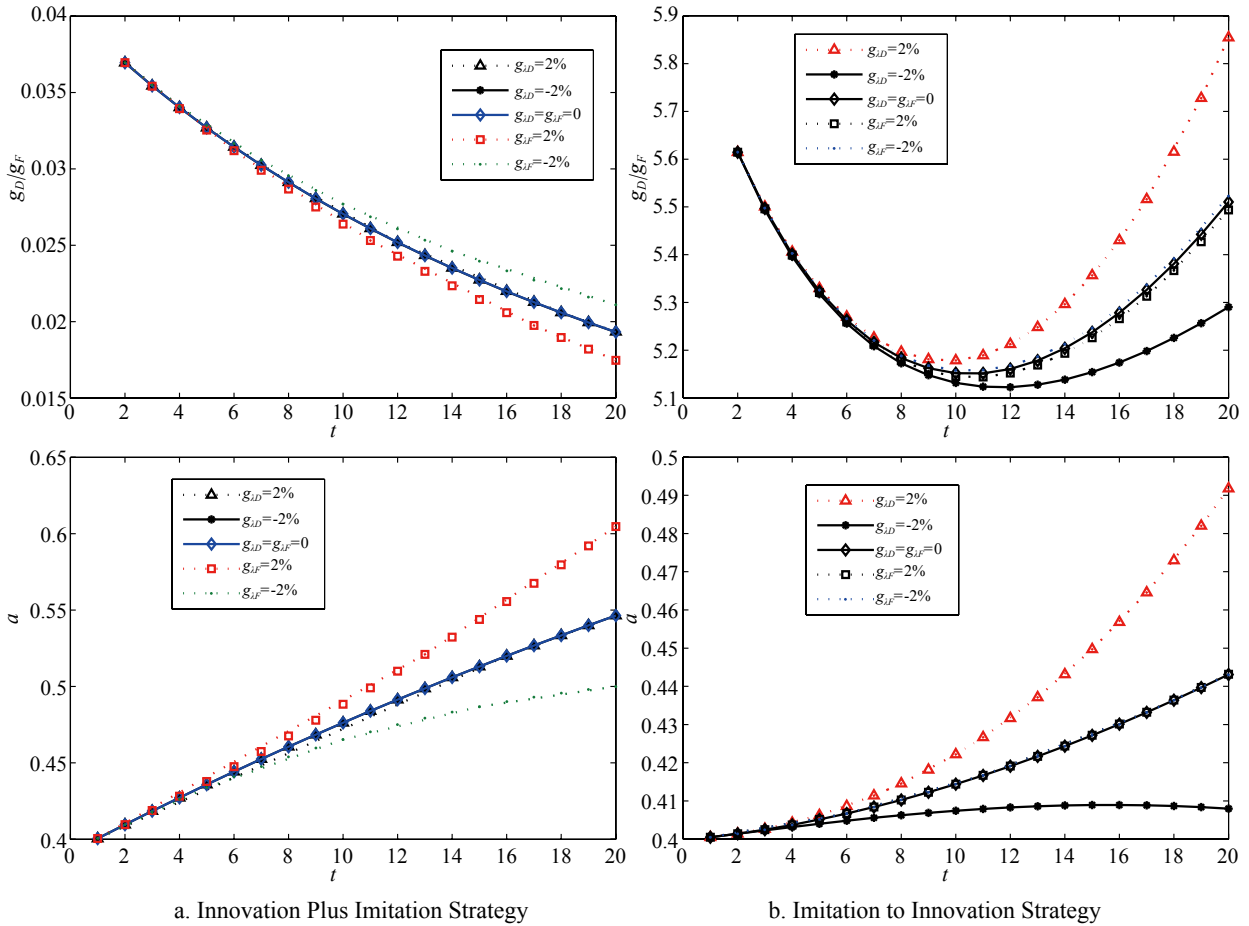 0.04
0.035
0.03
0.025
0.02
0.015
g_D/g_F
0 2 4 6 8 10 12 14 16 18 20
t
g_λD=2%
g_λD=-2%
g_λD=g_λF=0
g_λF=2%
g_λF=-2%
5.9
5.8
5.7
5.6
5.5
5.4
5.3
5.2
5.1
g_D/g_F
0 2 4 6 8 10 12 14 16 18 20
t
g_λD=2%
g_λD=-2%
g_λD=g_λF=0
g_λF=2%
g_λF=-2%
0.65
0.6
0.55
0.5
0.45
0.4
a
0 2 4 6 8 10 12 14 16 18 20
t
g_λD=2%
g_λD=-2%
g_λD=g_λF=0
g_λF=2%
g_λF=-2%
0.5
0.49
0.48
0.47
0.46
0.45
0.44
0.43
0.42
0.41
0.4
a
0 2 4 6 8 10 12 14 16 18 20
t
g_λD=2%
g_λD=-2%
g_λD=g_λF=0
g_λF=2%
g_λF=-2%
a. Innovation Plus Imitation Strategy
b. Imitation to Innovation Strategy